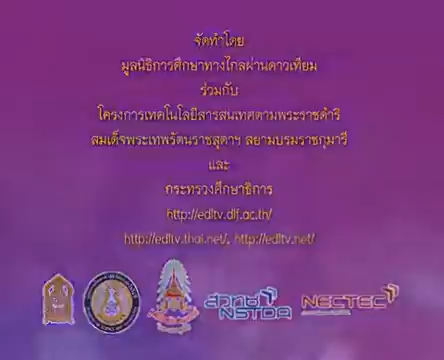 จัดทำโดย
มูลนิธิการศึกษาทางไกลผ่านดาวเทียม
ร่วมกับ
โครงการเทคโนโลยีสารสนเทศตามพระราชดำริ
สมเด็จพระเทพรัตนราชสุดาฯ สยามบรมราชกุมารี
และ
กระทรวงศึกษาธิการ
http://edltv.dlf.ac.th/
http://edltv.thai.net/, http://edltv.net/
สวทช NSTDA
NECTEC